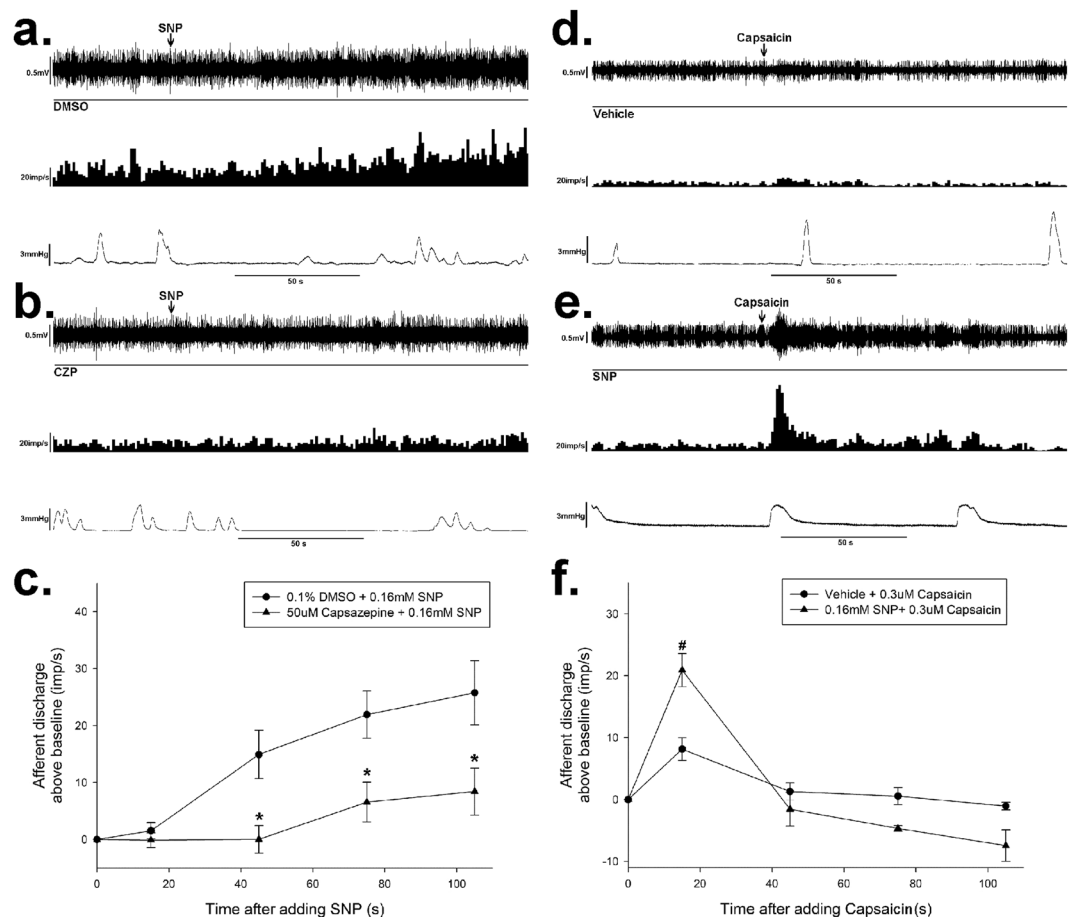 a.
SNP
0.5mV
DMSO
20imp/s
3mmHg
50 s
b.
SNP
0.5mV
CZP
20imp/s
3mmHg
50 s
c.
0.1% DMSO + 0.16mM SNP
50uM Capsazepine + 0.16mM SNP
Afferent discharge
above baseline (imp/s)
40
30
20
10
0
*
*
*
0
20
40
60
80
100
Time after adding SNP (s)
d.
Capsaicin
0.5mV
Vehicle
20imp/s
3mmHg
50 s
e.
Capsaicin
0.5mV
SNP
20imp/s
3mmHg
50 s
f.
Vehicle + 0.3uM Capsaicin
0.16mM SNP+ 0.3uM Capsaicin
Afferent discharge
above baseline (imp/s)
30
20
10
0
-10
#
0
20
40
60
80
100
Time after adding Capsaicin(s)